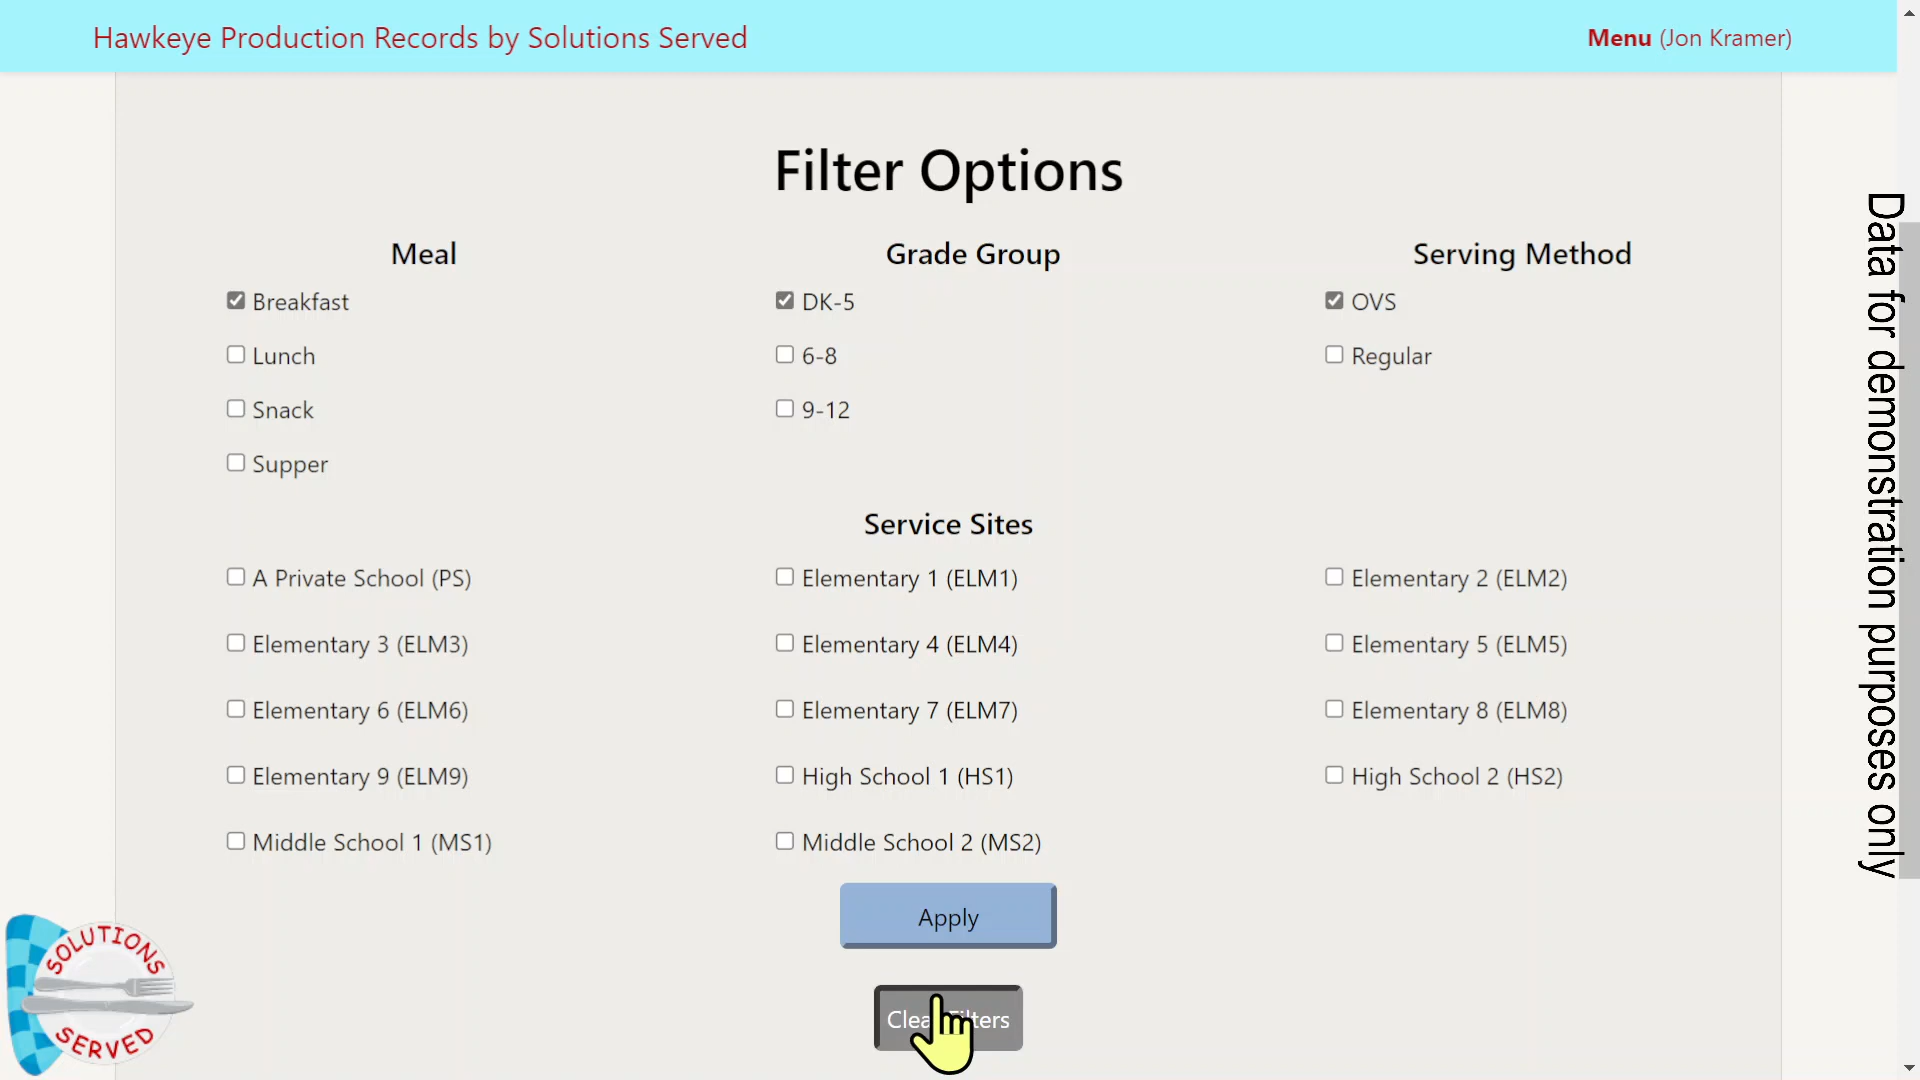 Hawkeye Production Records by Solutions Served
Menu (Jon Kramer)
Filter Options
Meal
Breakfast
Lunch
Snack
Supper
Grade Group
DK-5
6-8
9-12
Serving Method
OVS
Regular
Service Sites
A Private School (PS)
Elementary 1 (ELM1)
Elementary 2 (ELM2)
Elementary 3 (ELM3)
Elementary 4 (ELM4)
Elementary 5 (ELM5)
Elementary 6 (ELM6)
Elementary 7 (ELM7)
Elementary 8 (ELM8)
Elementary 9 (ELM9)
High School 1 (HS1)
High School 2 (HS2)
Middle School 1 (MS1)
Middle School 2 (MS2)
Apply
Clear Filters
Data for demonstration purposes only
SOLUTIONS
SERVED